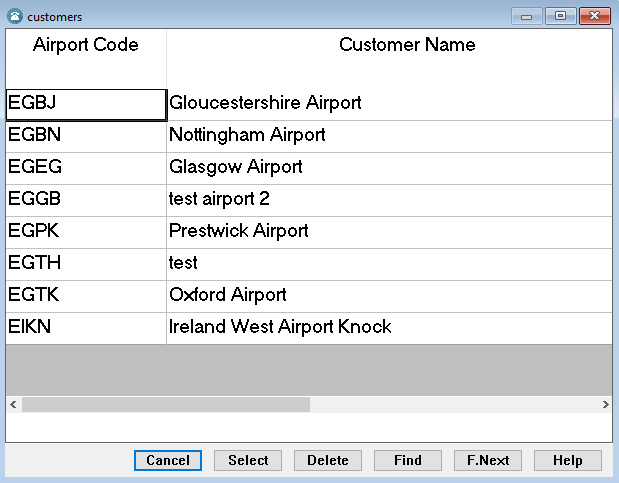 customers
Airport Code Customer Name
EGBJ Gloucestershire Airport
EGBN Nottingham Airport
EGEG Glasgow Airport
EGGB test airport 2
EGPK Prestwick Airport
EGTH test
EGTK Oxford Airport
EIKN Ireland West Airport Knock
Cancel Select Delete Find F.Next Help